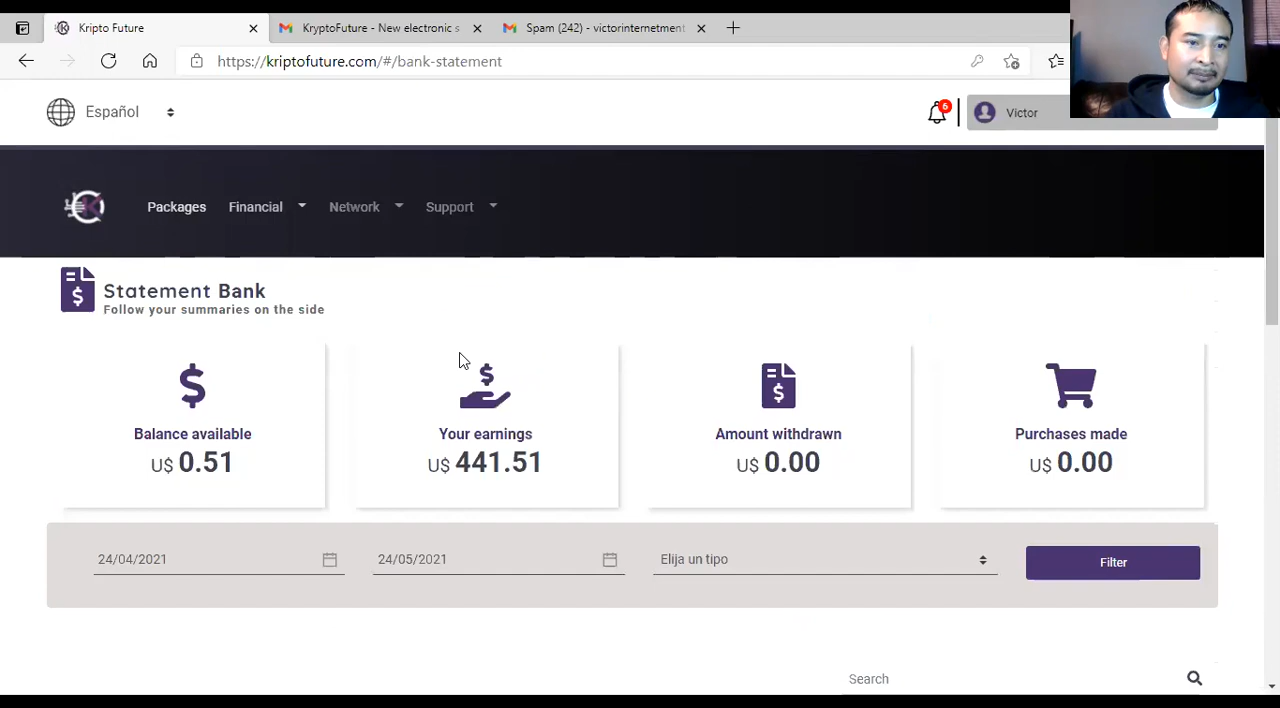 Kripto Future
KryptoFuture - New electronic s
Spam (242) - victorinternetment
https://kriptofuture.com/#/bank-statement
Español
6
Victor
Packages
Financial
Network
Support
Statement Bank
Follow your summaries on the side
Balance available
U$ 0.51
Your earnings
U$ 441.51
Amount withdrawn
U$ 0.00
Purchases made
U$ 0.00
24/04/2021
24/05/2021
Elija un tipo
Filter
Search